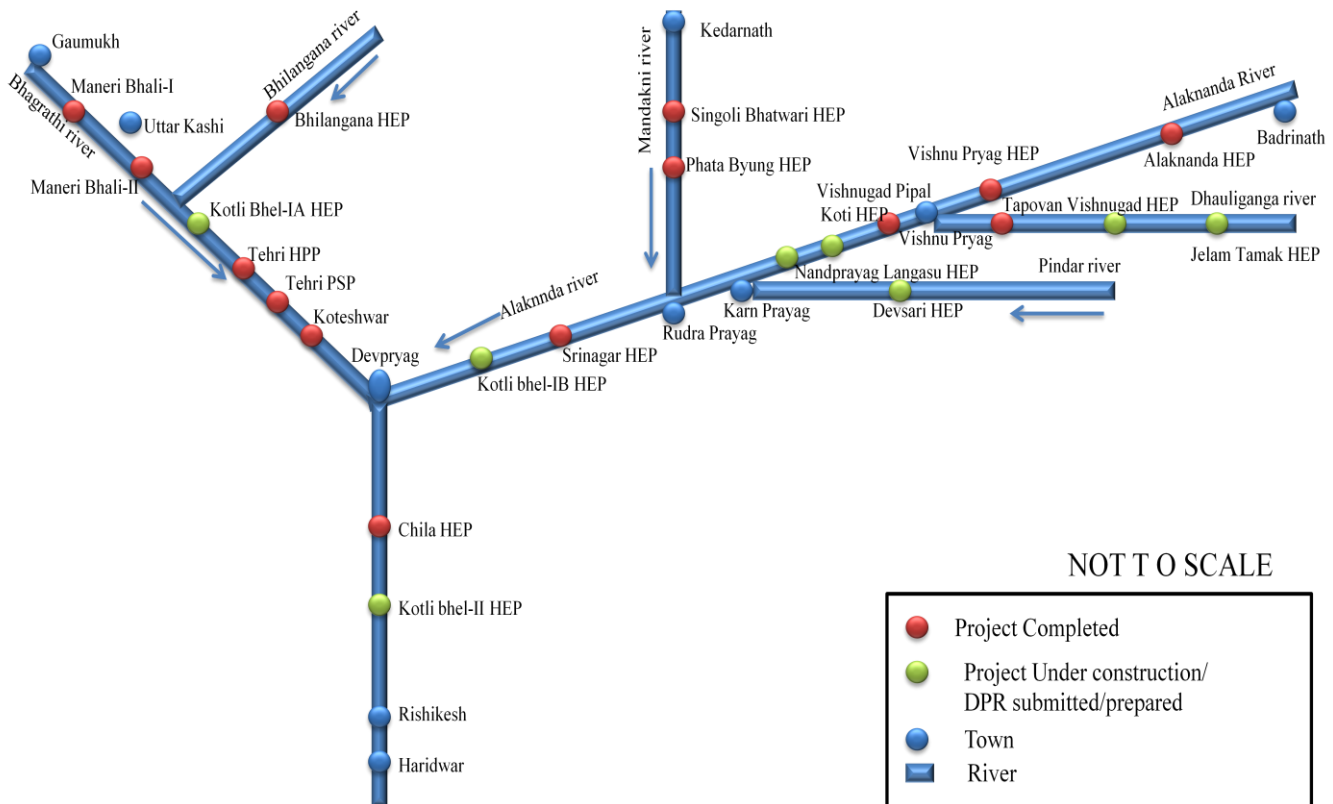 Gaumukh
Maneri Bhali-I
Bhagrathi river
Uttar Kashi
Maneri Bhali-II
Bhilangana river
Bhilangana HEP
Kotli Bhel-IA HEP
Tehri HPP
Tehri PSP
Koteshwar
Devpryag
Kedarnath
Mandakni river
Singoli Bhatwari HEP
Phata Byung HEP
Alaknanda River
Badrinath
Alaknanda HEP
Vishnu Pryag HEP
Vishnugad Pipal
Koti HEP
Vishnu Pryag
Tapovan Vishnugad HEP
Dhauliganga river
Jelam Tamak HEP
Nandprayag Langasu HEP
Pindar river
Karn Prayag
Devsari HEP
Rudra Prayag
Alaknnda river
Srinagar HEP
Kotli bhel-IB HEP
Chila HEP
Kotli bhel-II HEP
Rishikesh
Haridwar
NOT T O SCALE
Project Completed
Project Under construction/
DPR submitted/prepared
Town
River